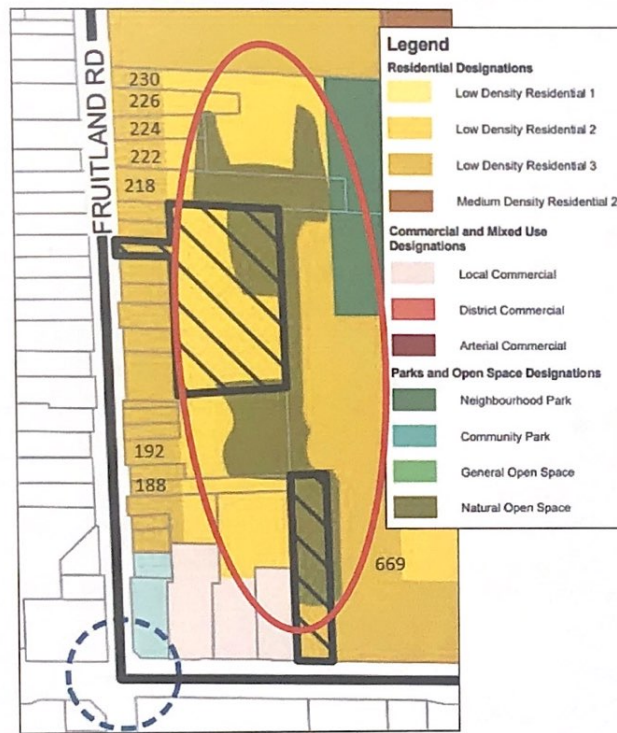 FRUITLAND RD
230
226
224
222
218
192
188
669
Legend
Residential Designations
Low Density Residential 1
Low Density Residential 2
Low Density Residential 3
Medium Density Residential 2
Commercial and Mixed Use
Designations
Local Commercial
District Commercial
Arterial Commercial
Parks and Open Space Designations
Neighbourhood Park
Community Park
General Open Space
Natural Open Space